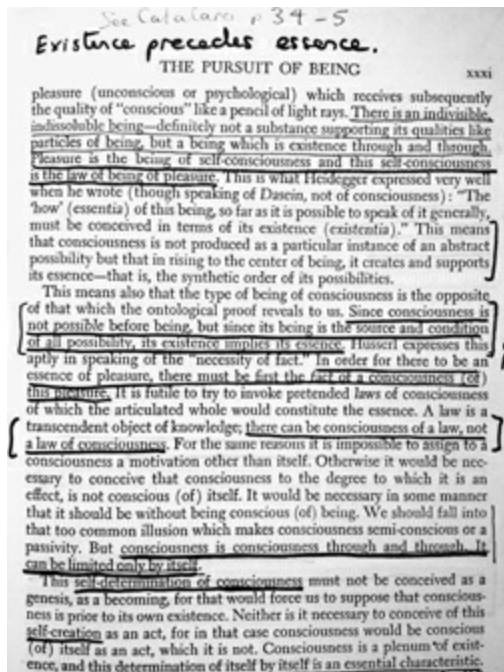 See Catalano p 34-5
Existence precedes essence.
THE PURSUIT OF BEING xxxi
pleasure (unconscious or psychological) which receives subsequently
the quality of "conscious" like a pencil of light rays. There is an indivisible,
indissoluble being—definitely not a substance supporting its qualities like
particles of being, but a being which is existence through and through.
Pleasure is the being of self-consciousness and this self-consciousness
is the law of being of pleasure. This is what Heidegger expressed very well
when he wrote (though speaking of Dasein, not of consciousness): "The
'how' (essentia) of this being, so far as it is possible to speak of it generally,
must be conceived in terms of its existence (existentia)." This means
that consciousness is not produced as a particular instance of an abstract
possibility but that in rising to the center of being, it creates and supports
its essence—that is, the synthetic order of its possibilities.
This means also that the type of being of consciousness is the opposite
of that which the ontological proof reveals to us. Since consciousness is
not possible before being, but since its being is the source and condition
of all possibility, its existence implies its essence. Husserl expresses this
aptly in speaking of the "necessity of fact." In order for there to be an
essence of pleasure, there must be first the fact of a consciousness (of)
this pleasure. It is futile to try to invoke pretended laws of consciousness
of which the articulated whole would constitute the essence. A law is a
transcendent object of knowledge; there can be consciousness of a law, not
a law of consciousness. For the same reasons it is impossible to assign to a
consciousness a motivation other than itself. Otherwise it would be nec-
essary to conceive that consciousness to the degree to which it is an
effect, is not conscious (of) itself. It would be necessary in some manner
that it should be without being conscious (of) being. We should fall into
that too common illusion which makes consciousness semi-conscious or a
passivity. But consciousness is consciousness through and through. It
can be limited only by itself.
This self-determination of consciousness must not be conceived as a
genesis, as a becoming, for that would force us to suppose that conscious-
ness is prior to its own existence. Neither is it necessary to conceive of this
self-creation as an act, for in that case consciousness would be conscious
(of) itself as an act, which it is not. Consciousness is a plenum of exist-
ence, and this determination of itself by itself is an essential characteristic.